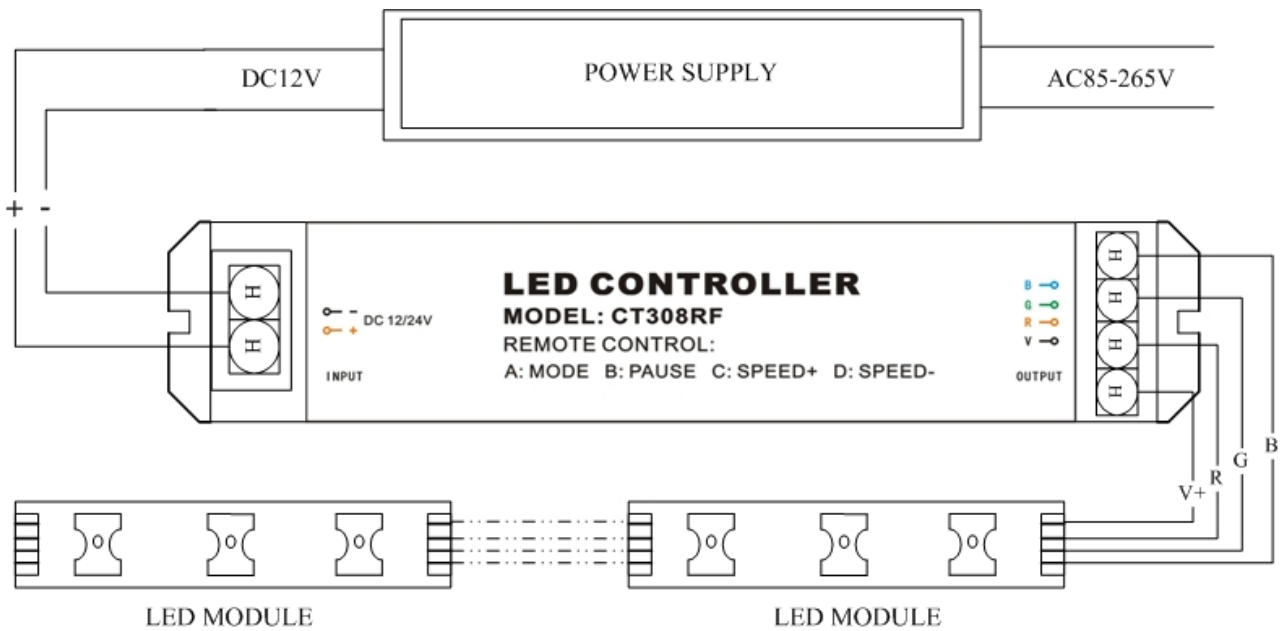 DC12V
POWER SUPPLY
AC85-265V
+ -
LED CONTROLLER
MODEL: CT308RF
REMOTE CONTROL:
A: MODE B: PAUSE C: SPEED+ D: SPEED-
-
+
DC 12/24V
INPUT
B
G
R
V
OUTPUT
H
H
H
H
H
H
B
G
R
V+
LED MODULE
LED MODULE